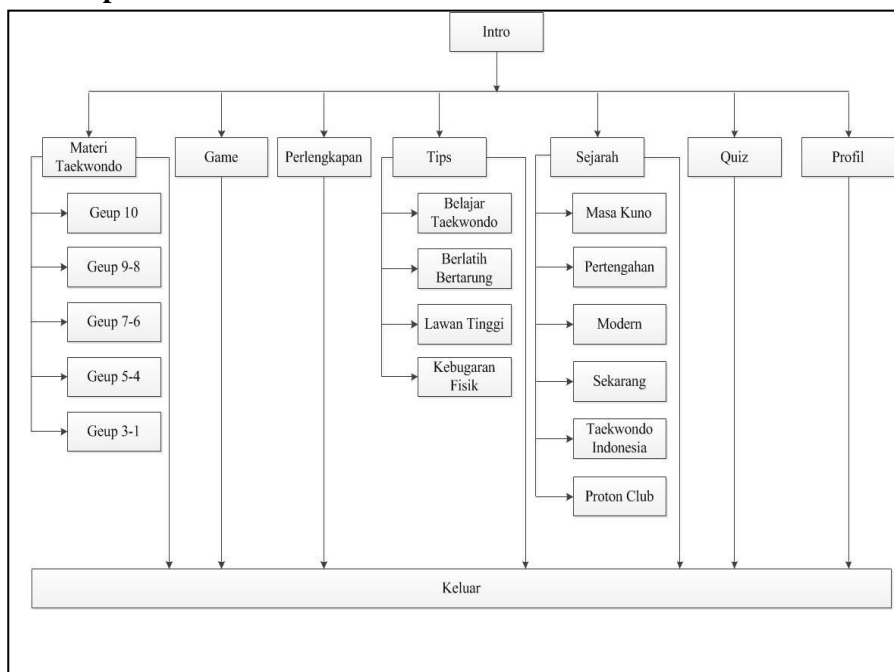 Intro
Materi
Taekwondo
Game
Perlengkapan
Tips
Sejarah
Quiz
Profil
Geup 10
Geup 9-8
Geup 7-6
Geup 5-4
Geup 3-1
Belajar
Taekwondo
Berlatih
Bertarung
Lawan Tinggi
Kebugaran
Fisik
Masa Kuno
Pertengahan
Modern
Sekarang
Taekwondo
Indonesia
Proton Club
Keluar